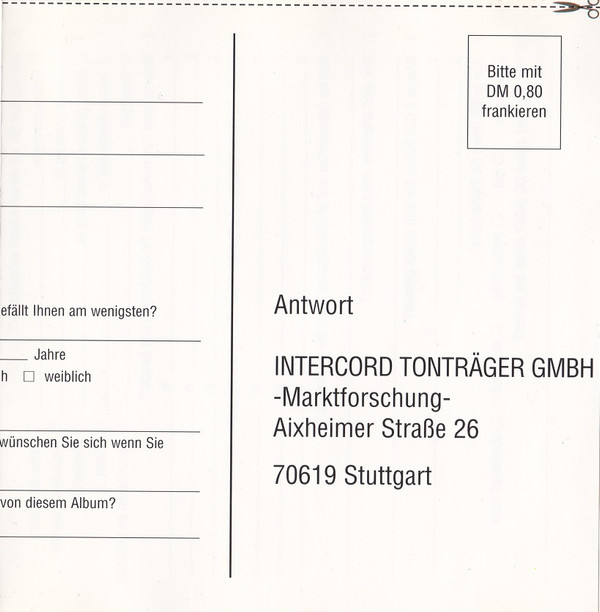 Bitte mit
DM 0,80
frankieren
efällt Ihnen am wenigsten?
Jahre
h □ weiblich
wünschen Sie sich wenn Sie
von diesem Album?
Antwort
INTERCORD TONTRÄGER GMBH
-Marktforschung-
Aixheimer Straße 26
70619 Stuttgart